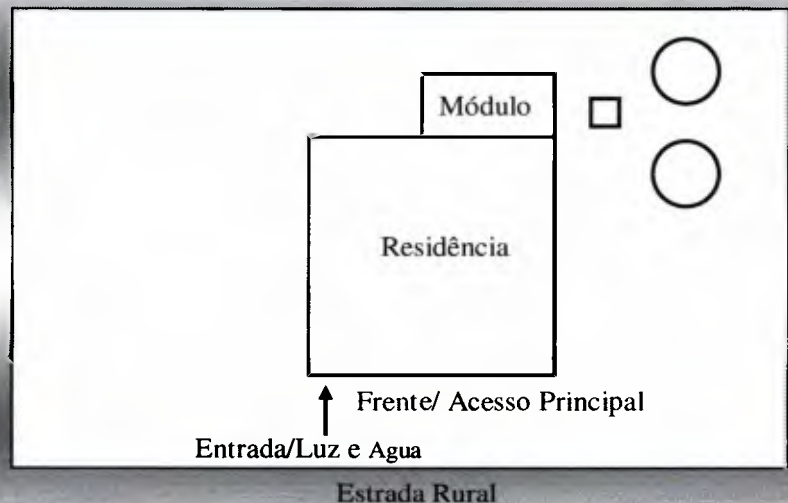 Módulo
Residência
Frente/ Acesso Principal
Entrada/Luz e Agua
Estrada Rural